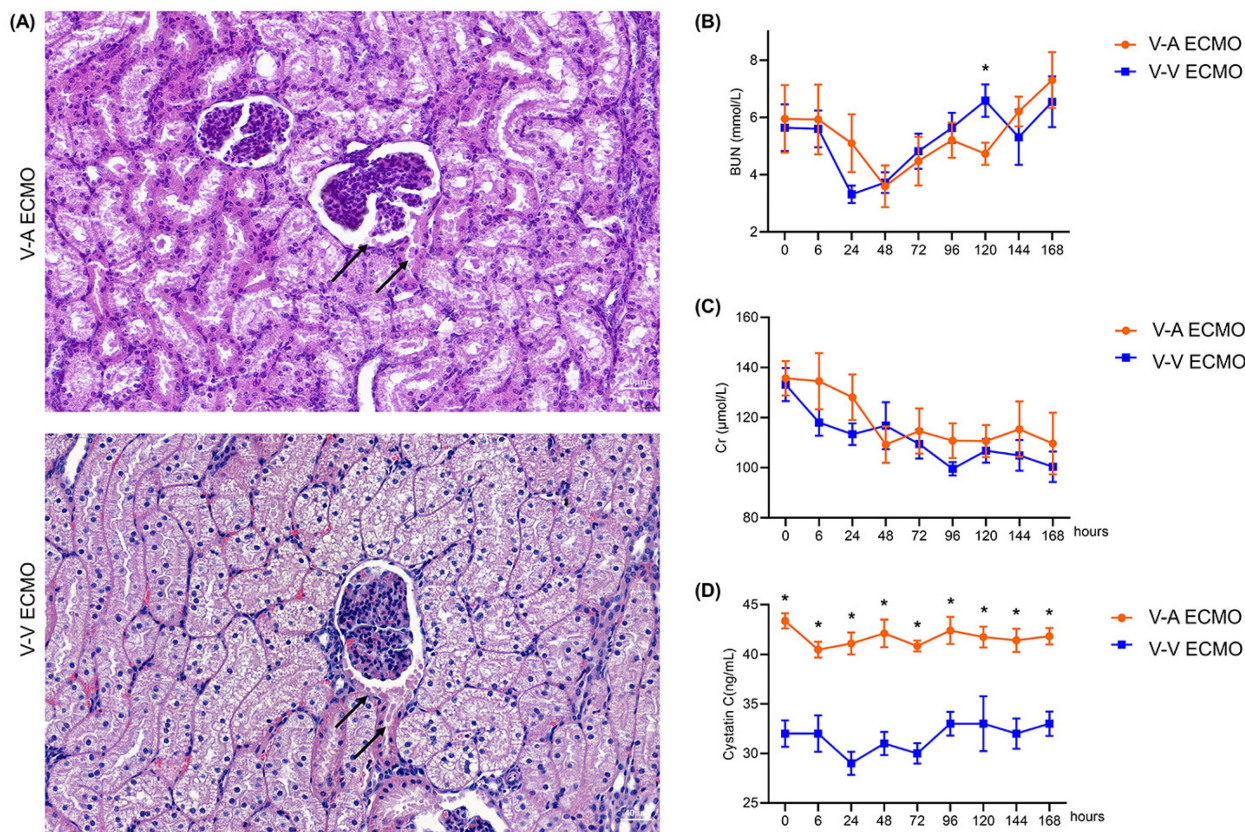 (A)
V-A ECMO
40μm
V-V ECMO
40μm
(B)
V-A ECMO
V-V ECMO
*
BUN (mmol/L)
8
6
4
2
0 6 24 48 72 96 120 144 168
(C)
V-A ECMO
V-V ECMO
Cr (μmol/L)
160
140
120
100
80
0 6 24 48 72 96 120 144 168 hours
(D)
V-A ECMO
V-V ECMO
* * * * * * * * *
Cystatin C(ng/mL)
45
40
35
30
25
0 6 24 48 72 96 120 144 168 hours